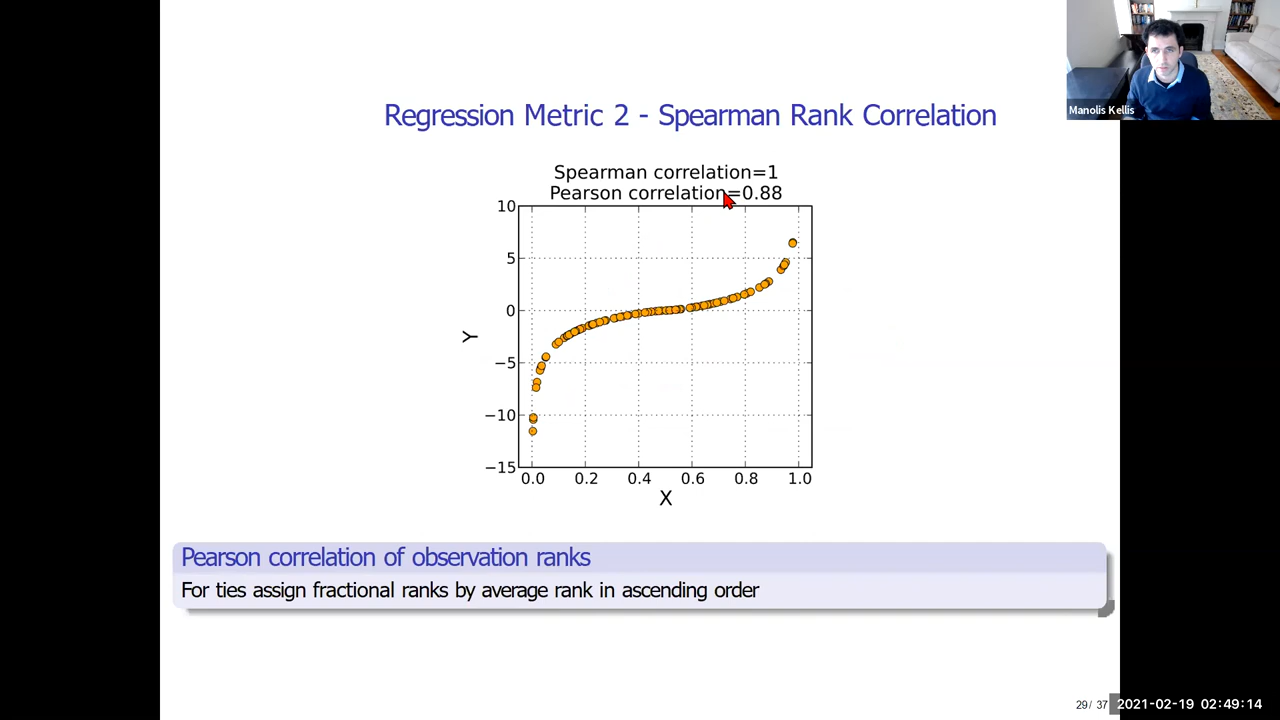 Manolis Kellis
Regression Metric 2 - Spearman Rank Correlation
Spearman correlation=1
Pearson correlation=0.88
10
5
0
−5
−10
−15
Y
0.0 0.2 0.4 0.6 0.8 1.0
X
Pearson correlation of observation ranks
For ties assign fractional ranks by average rank in ascending order
29 / 37
2021-02-19 02:49:14